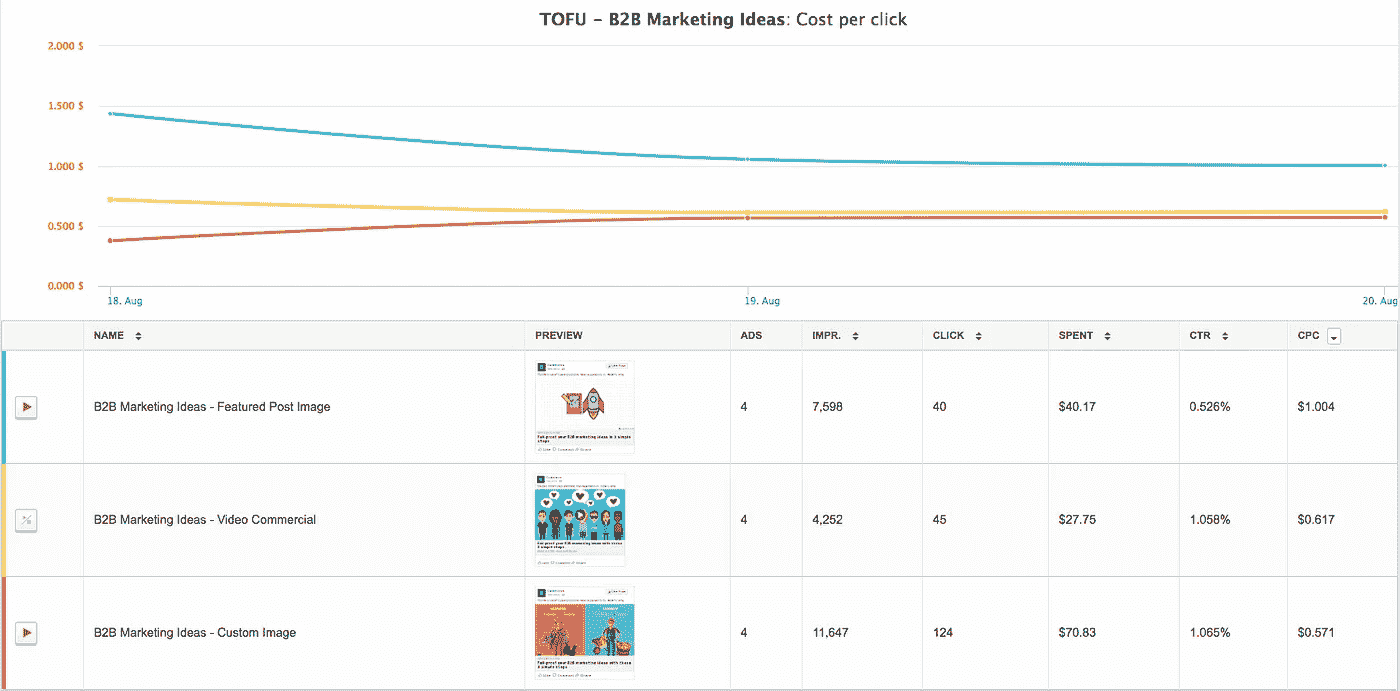 TOFU – B2B Marketing Ideas: Cost per click
2.000 $
1.500 $
1.000 $
0.500 $
0.000 $
18. Aug 19. Aug 20. Aug
NAME PREVIEW ADS IMPR. CLICK SPENT CTR CPC
B2B Marketing Ideas - Featured Post Image 4 7,598 40 $40.17 0.526% $1.004
B2B Marketing Ideas - Video Commercial 4 4,252 45 $27.75 1.058% $0.617
B2B Marketing Ideas - Custom Image 4 11,647 124 $70.83 1.065% $0.571